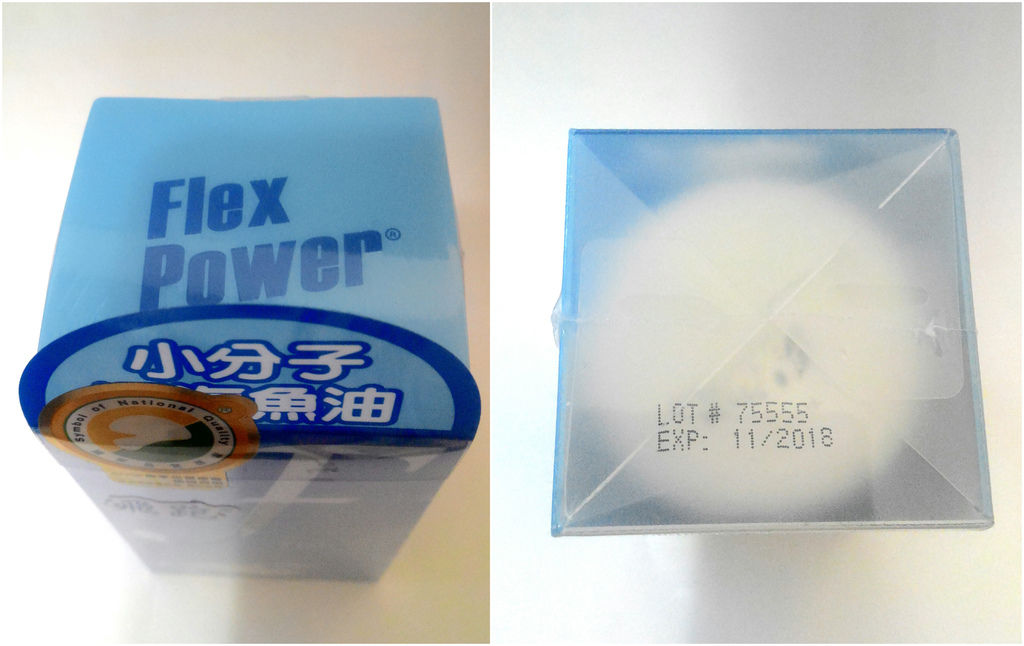 Flex
Power®
小分子
魚油
Symbol of National Quality
LOT # 75555
EXP: 11/2018